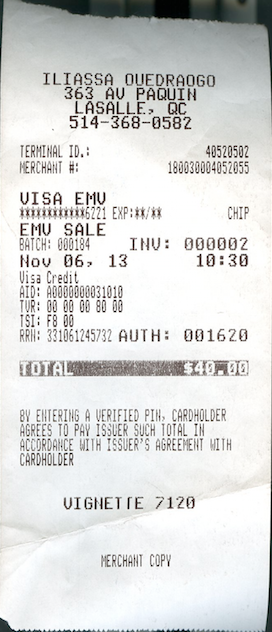 ILIASSA OUEDRAOGO
363 AV PAQUIN
LASALLE, QC
514-368-0582
TERMINAL ID.: 40520502
MERCHANT #: 180030004052055
VISA EMV
***********6221 EXP:**/** CHIP
EMV SALE
BATCH: 000184 INV: 000002
Nov 06, 13 10:30
Visa Credit
AID: A0000000031010
TVR: 00 00 00 80 00
TSI: F8 00
RRN: 331061245732 AUTH: 001620
TOTAL $40.00
BY ENTERING A VERIFIED PIN, CARDHOLDER
AGREES TO PAY ISSUER SUCH TOTAL IN
ACCORDANCE WITH ISSUER'S AGREEMENT WITH
CARDHOLDER
VIGNETTE 7120
MERCHANT COPY